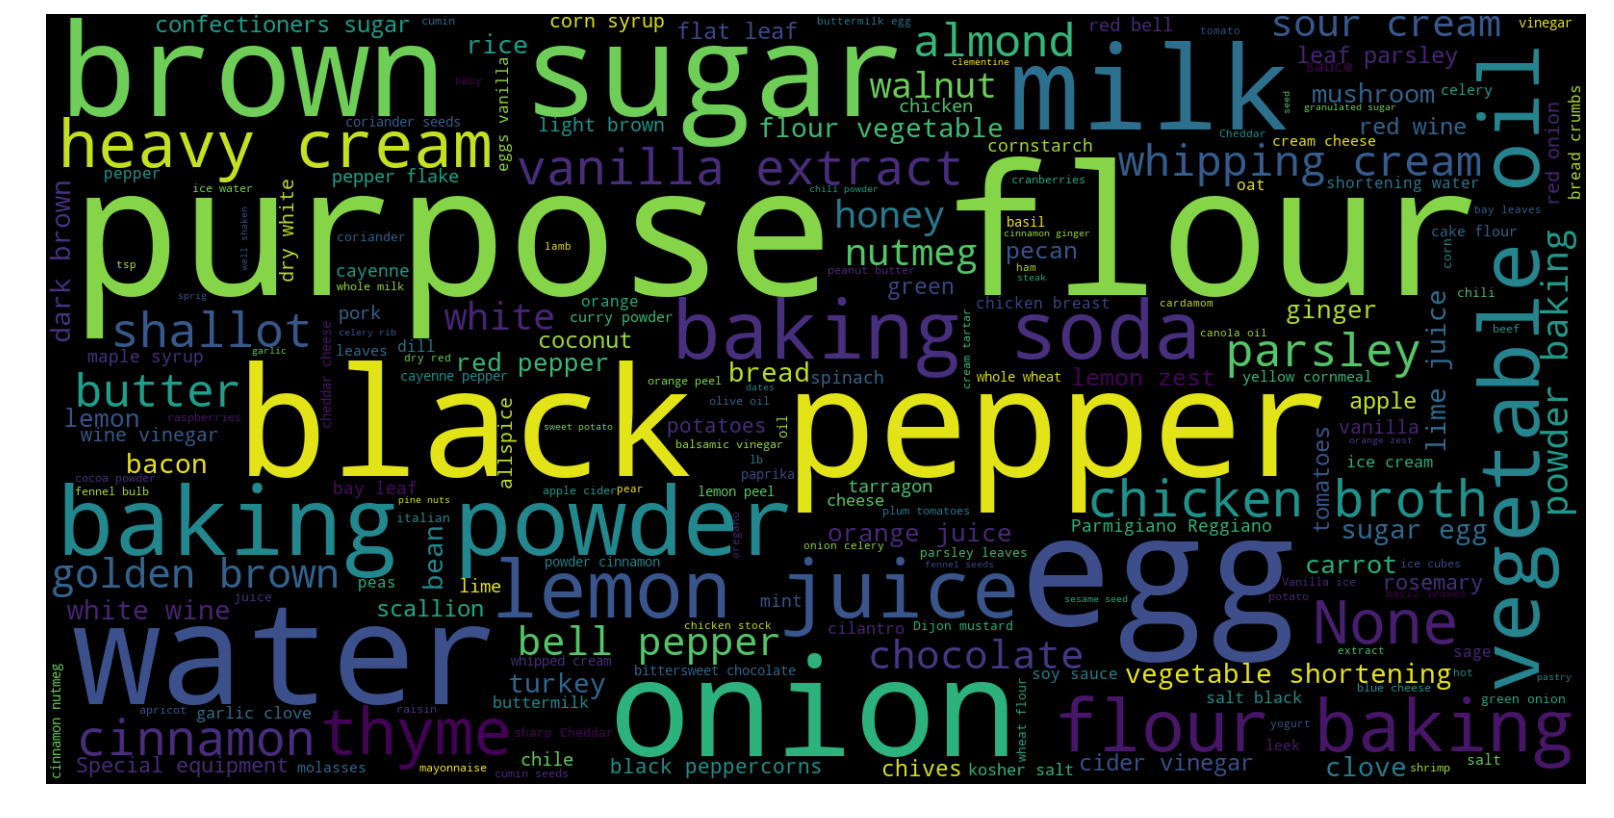 confectioners sugar
cumin
corn syrup
flat leaf
buttermilk egg
red bell
tomato
sour cream
vinegar
brown sugar
rice
almond
milk
leaf parsley
sauce
clementine
walnut
baby
eggs vanilla
chicken
seed
granulated sugar
mushroom
celery
vegetable oil
bread crumbs
red onion
heavy cream
coriander seeds
light brown
flour vegetable
cornstarch
Cheddar
red wine
cream cheese
vanilla extract
whipping cream
pepper
pepper flake
ice water
chili powder
cranberries
oat
shortening water
purpose flour
dark brown
dry white
well shaken
coriander
honey
basil
cinnamon ginger
bay leaves
cake flour
lamb
nutmeg
pecan
corn
tsp
cayenne
whole milk
peanut butter
ham
steak
powder baking
sprig
orange
green
chicken breast
cardamom
chili
shallot
pork
curry powder
white
baking soda
ginger
lime juice
celery rib
coconut
cream tartar
canola oil
beef
maple syrup
garlic
cheddar cheese
leaves
dill
dry red
red pepper
parsley
butter
cayenne pepper
orange peel
bread
spinach
whole wheat
lemon zest
yellow cornmeal
dates
black pepper
olive oil
apple
lemon
raspberries
allspice
sweet potato
potatoes
oil
vanilla
wine vinegar
balsamic vinegar
tomatoes
orange zest
bacon
lb
ice cream
cocoa powder
paprika
fennel bulb
bay leaf
apple cider
pear
lemon peel
tarragon
cheese
pine nuts
chicken broth
baking powder
italian
bean
oregano
plum tomatoes
orange juice
Parmigiano Reggiano
sugar egg
golden brown
peas
powder cinnamon
onion celery
parsley leaves
fennel seeds
egg
carrot
ice cubes
lime
lemon juice
Vanilla ice
rosemary
white wine
juice
scallion
mint
sesame seed
potato
basil leaves
water
chicken stock
cilantro
Dijon mustard
None
bell pepper
chocolate
extract
sage
whipped cream
bittersweet chocolate
soy sauce
vegetable shortening
hot
pastry
cinnamon nutmeg
turkey
buttermilk
onion
wheat flour
salt black
blue cheese
green onion
apricot
garlic clove
raisin
cinnamon
thyme
sharp Cheddar
flour baking
yogurt
leek
Special equipment
molasses
mayonnaise
cumin seeds
chile
black peppercorns
chives
kosher salt
cider vinegar
clove
shrimp
salt